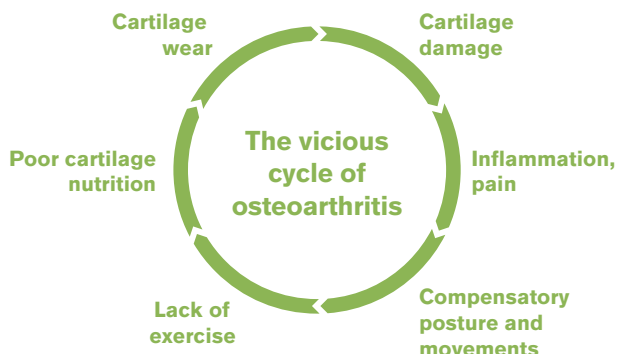 Cartilage
wear
Cartilage
damage
The vicious
cycle of
osteoarthritis
Poor cartilage
nutrition
Inflammation,
pain
Lack of
exercise
Compensatory
posture and
movements